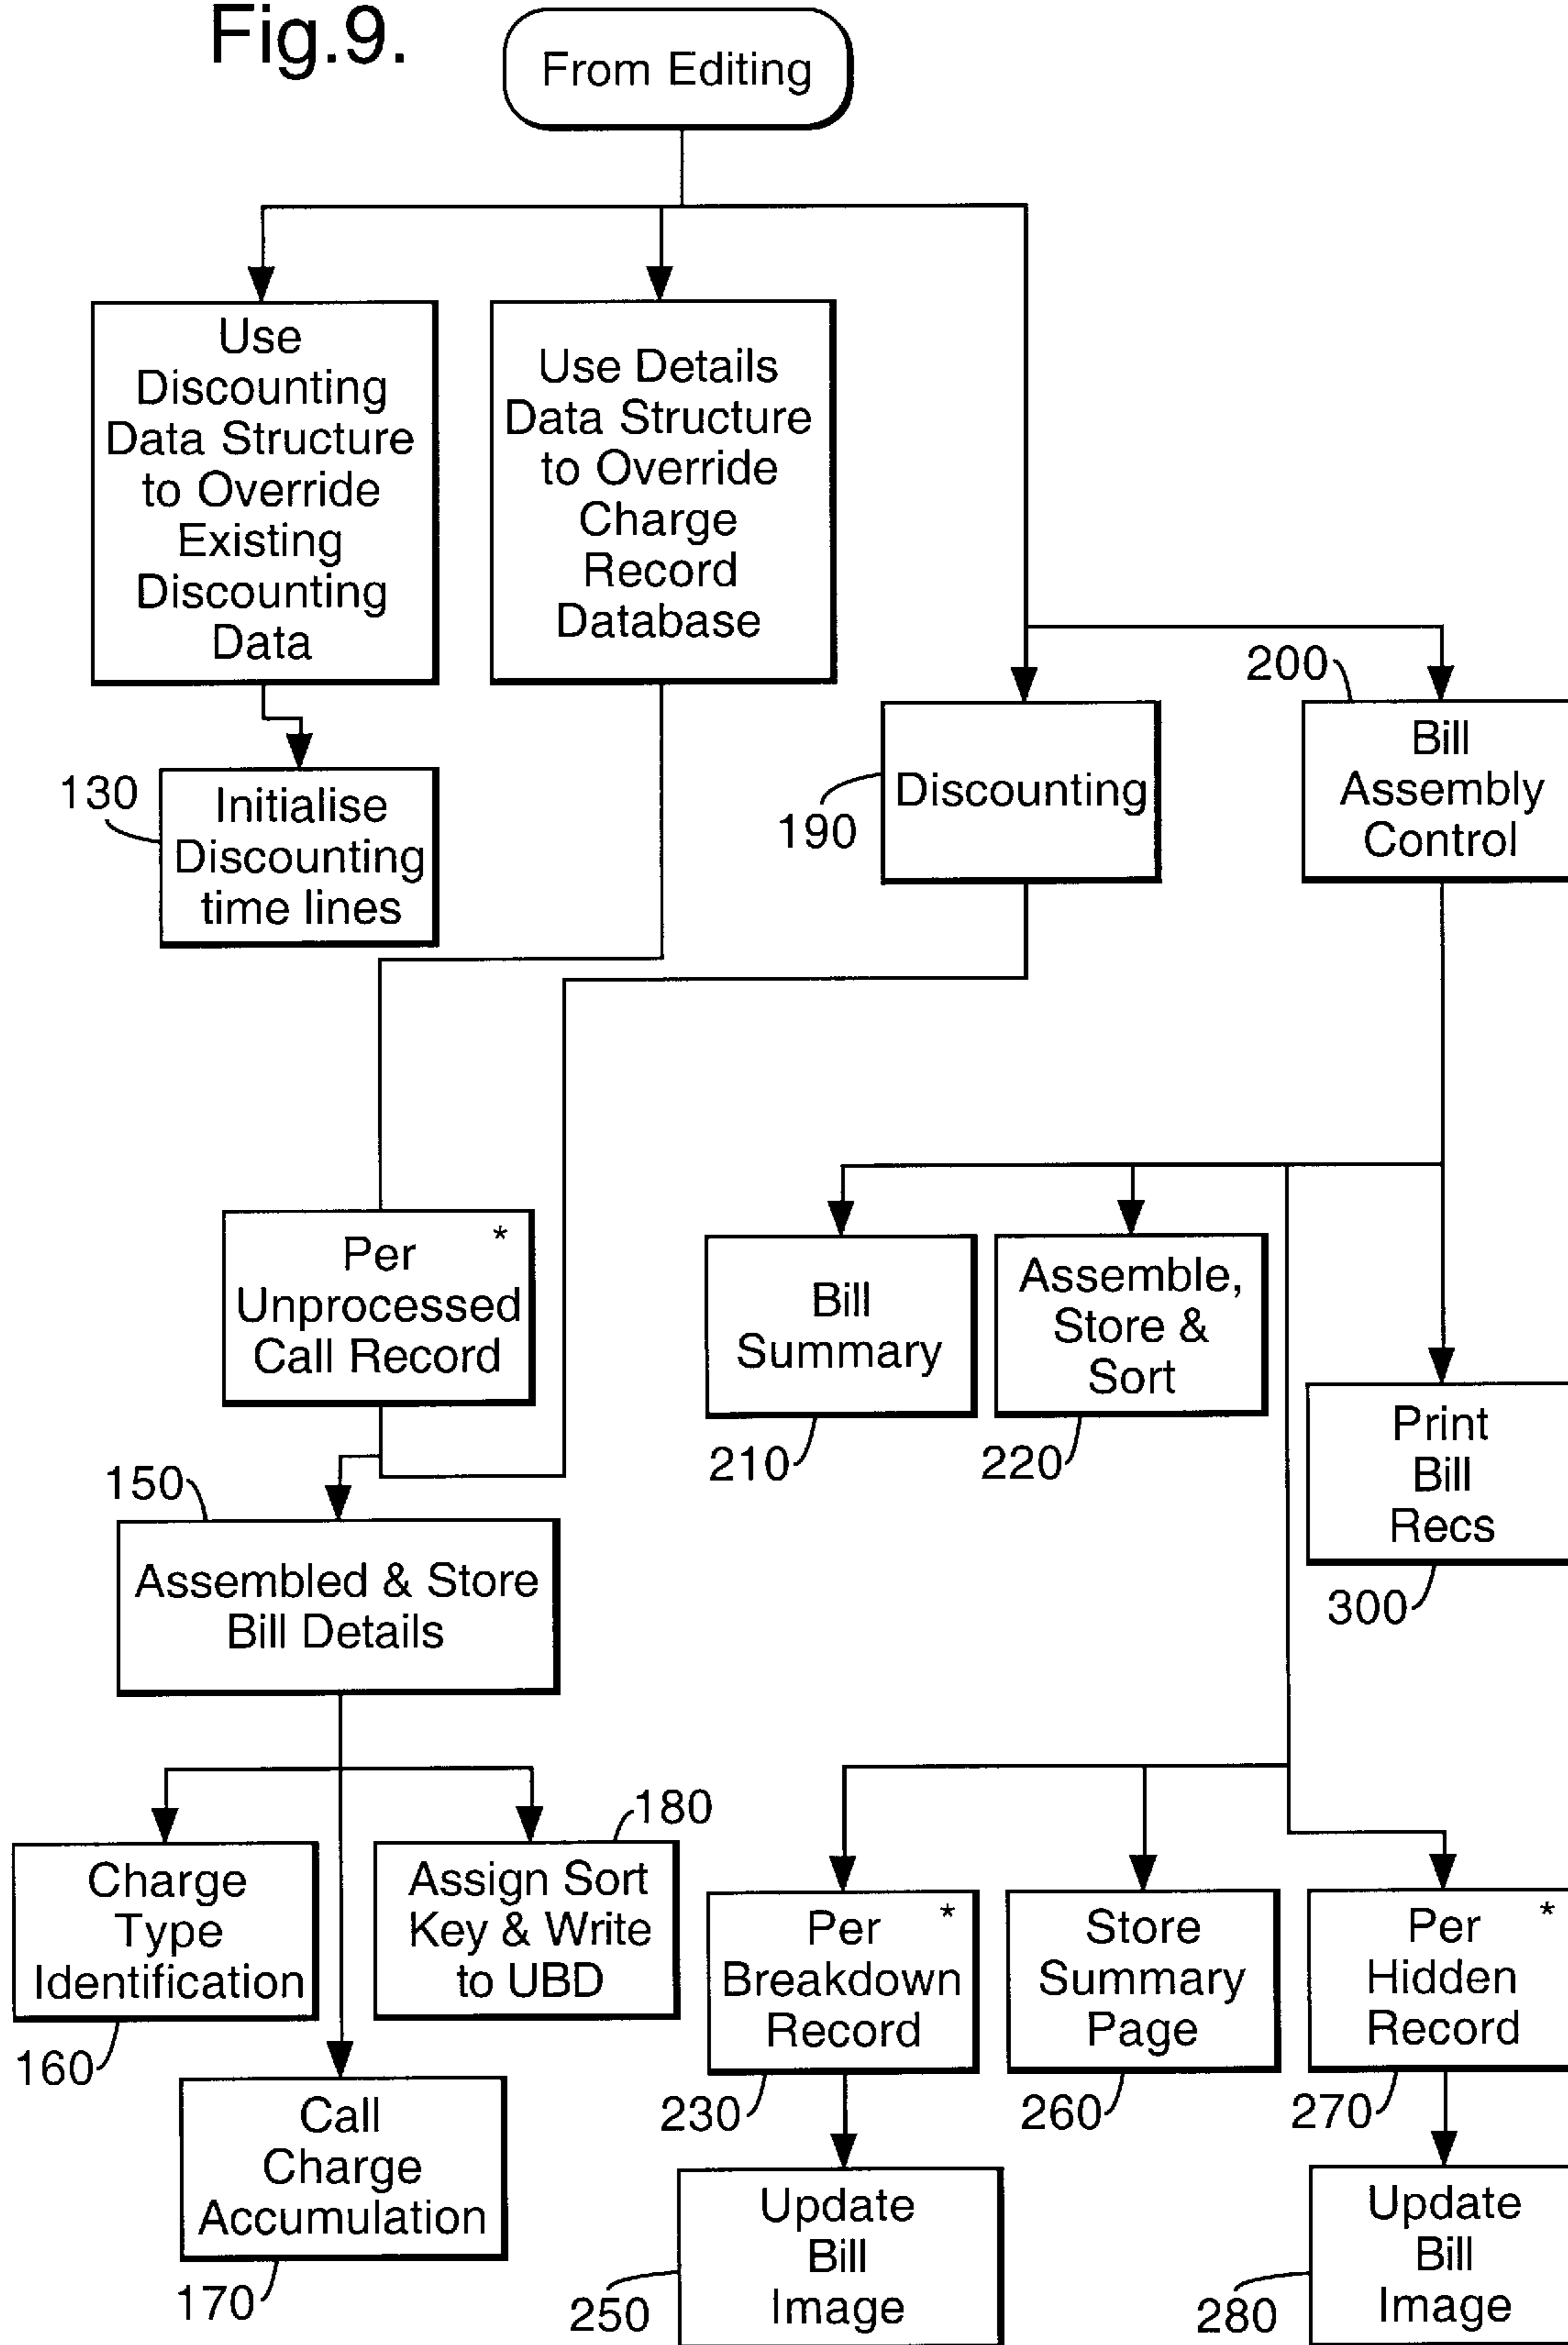 Fig.9.
From Editing
Use
Discounting
Data Structure
to Override
Existing
Discounting
Data
Use Details
Data Structure
to Override
Charge
Record
Database
200
Bill
Assembly
Control
Discounting
190
130
Initialise
Discounting
time lines
*
Per
Unprocessed
Call Record
Bill
Summary
210
Assemble,
Store &
Sort
220
Print
Bill
Recs
300
150
Assembled & Store
Bill Details
180
Charge
Type
Identification
160
Assign Sort
Key & Write
to UBD
Call
Charge
Accumulation
170
*
Per
Breakdown
Record
230
Store
Summary
Page
260
*
Per
Hidden
Record
270
Update
Bill
Image
250
Update
Bill
Image
280